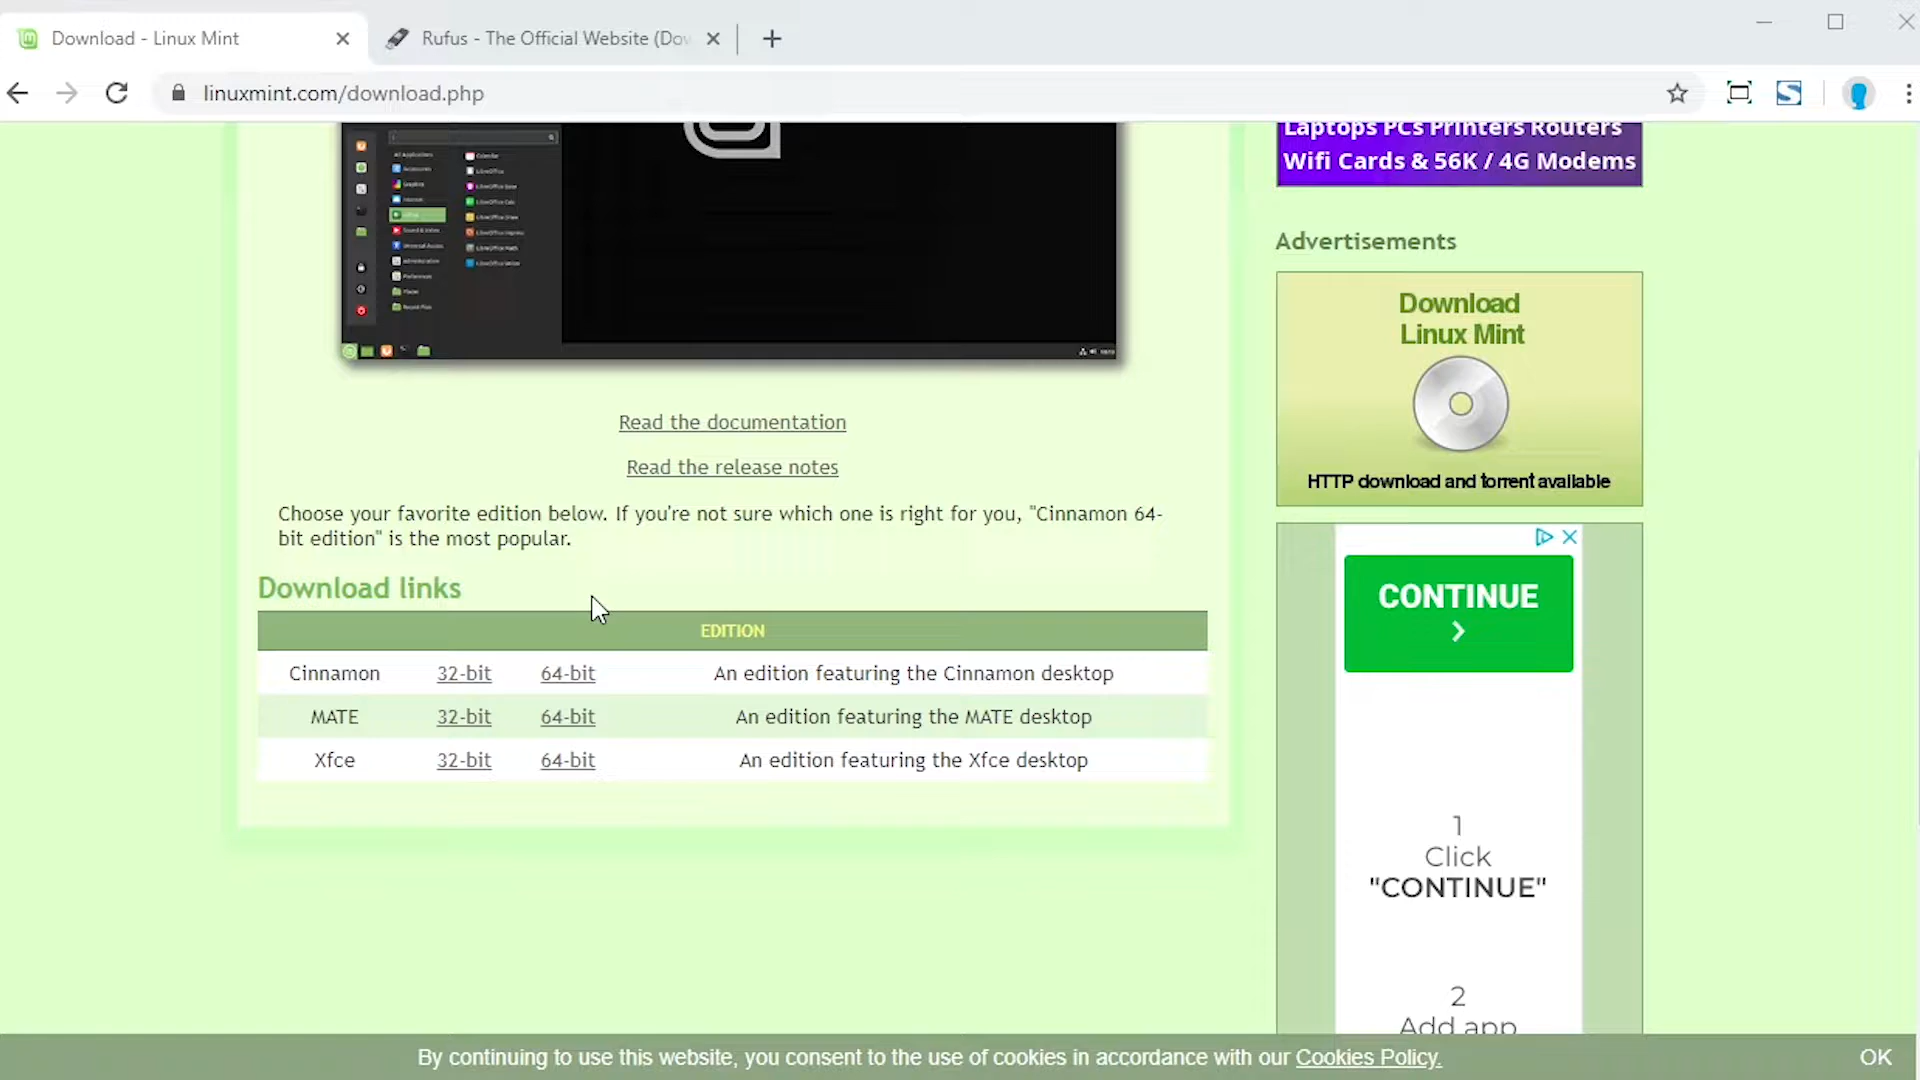 Download - Linux Mint
Rufus - The Official Website (Dow
linuxmint.com/download.php
Laptops PCs Printers Routers
Wifi Cards & 56K / 4G Modems
Advertisements
Download
Linux Mint
HTTP download and torrent available
Read the documentation
Read the release notes
Choose your favorite edition below. If you're not sure which one is right for you, "Cinnamon 64-
bit edition" is the most popular.
Download links
EDITION
Cinnamon 32-bit 64-bit An edition featuring the Cinnamon desktop
MATE 32-bit 64-bit An edition featuring the MATE desktop
Xfce 32-bit 64-bit An edition featuring the Xfce desktop
CONTINUE
1
Click
"CONTINUE"
2
Add app
By continuing to use this website, you consent to the use of cookies in accordance with our Cookies Policy.
OK